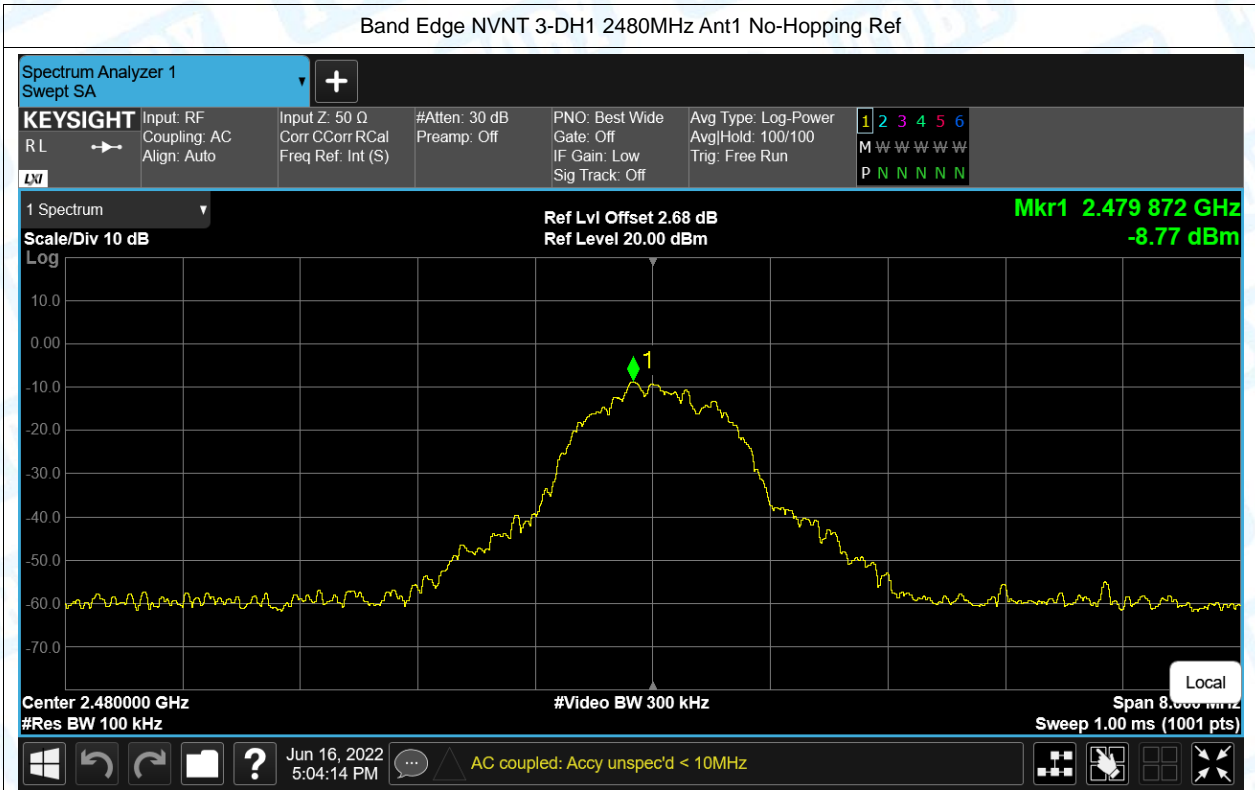 Band Edge NVNT 3-DH1 2480MHz Ant1 No-Hopping Ref
Spectrum Analyzer 1
Swept SA
KEYSIGHT
R L
LXI
Input: RF
Coupling: AC
Align: Auto
Input Z: 50 Ω
Corr CCorr RCal
Freq Ref: Int (S)
#Atten: 30 dB
Preamp: Off
PNO: Best Wide
Gate: Off
IF Gain: Low
Sig Track: Off
Avg Type: Log-Power
Avg|Hold: 100/100
Trig: Free Run
1 2 3 4 5 6
M W W W W W
P N N N N N
1 Spectrum
Scale/Div 10 dB
Log
Ref Lvl Offset 2.68 dB
Ref Level 20.00 dBm
Mkr1 2.479 872 GHz
-8.77 dBm
10.0
0.00
-10.0
-20.0
-30.0
-40.0
-50.0
-60.0
-70.0
1
Local
Center 2.480000 GHz
#Res BW 100 kHz
#Video BW 300 kHz
Span 8.000 MHz
Sweep 1.00 ms (1001 pts)
?
Jun 16, 2022
5:04:14 PM
AC coupled: Accy unspec'd < 10MHz